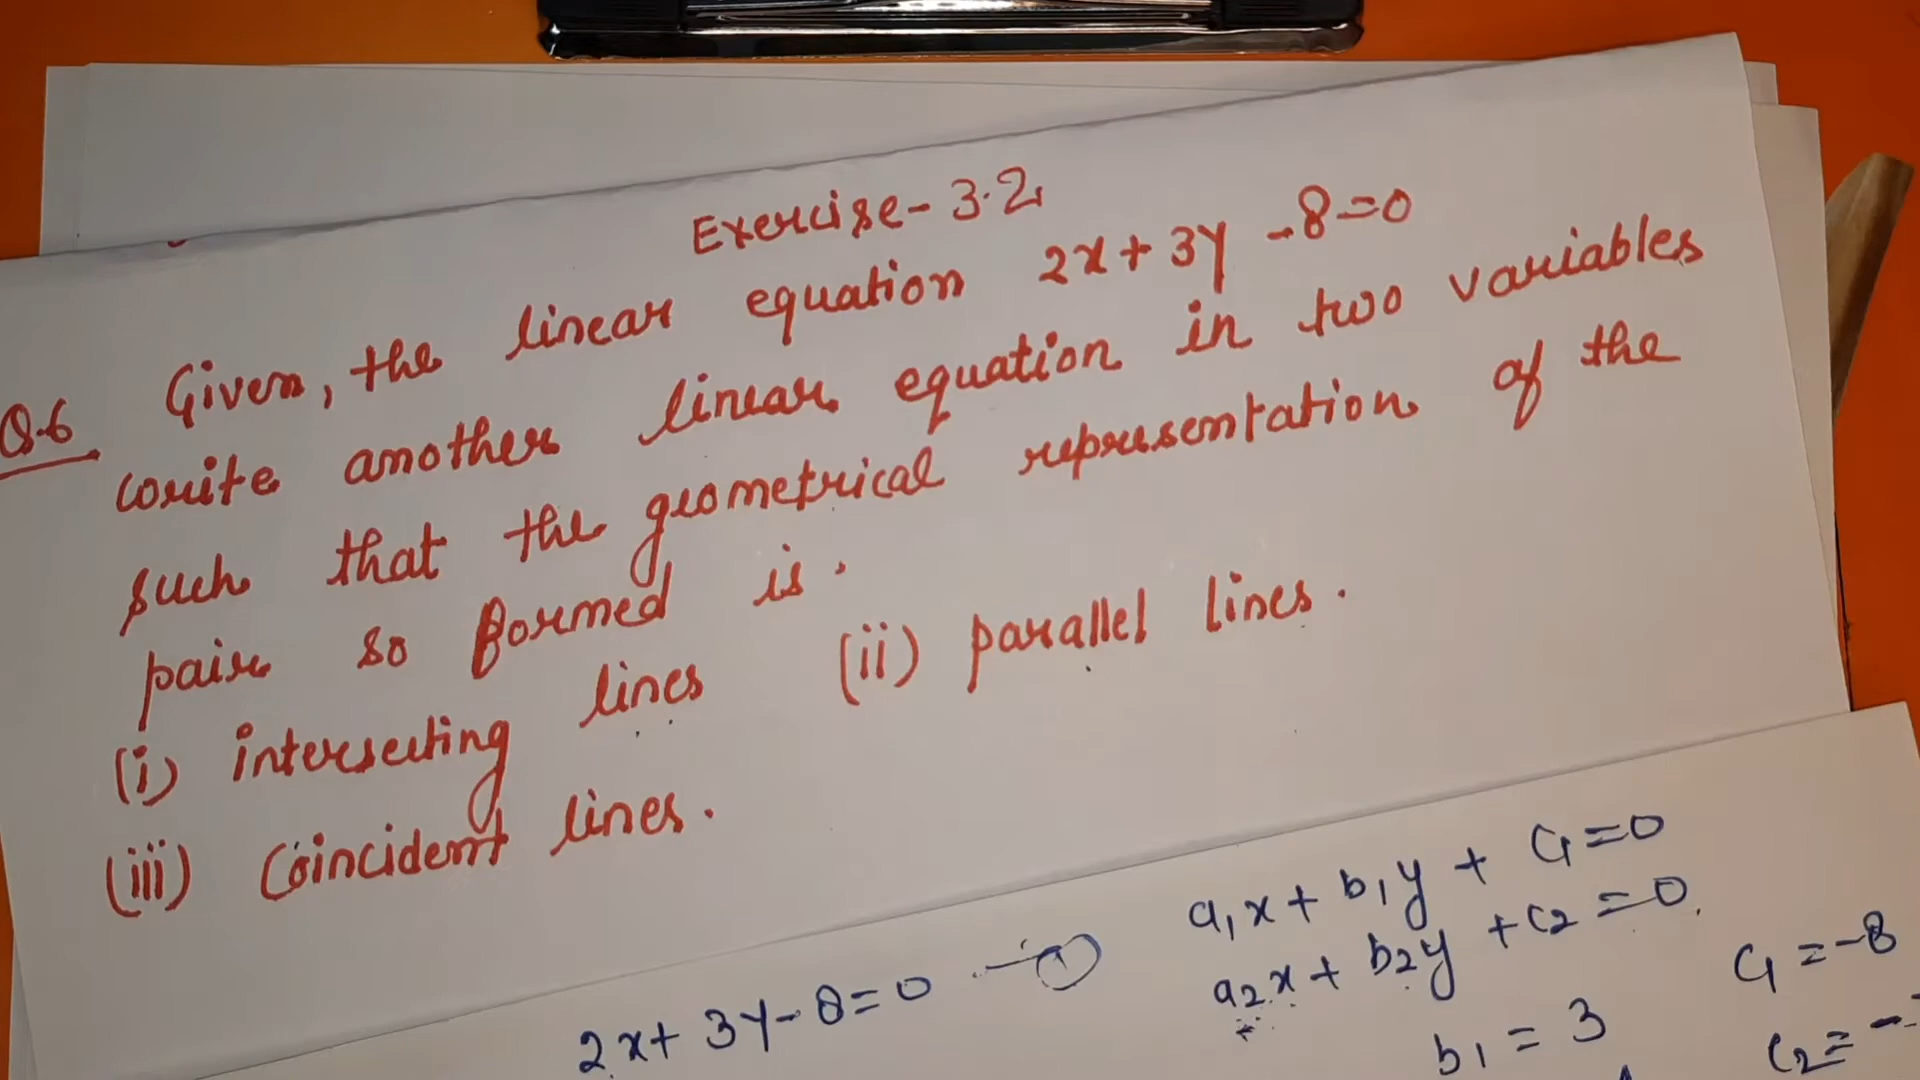 Exercise-3.2
Q.6 Given, the linear equation 2x+3y-8=0
write another linear equation in two variables
such that the geometrical representation of the
pair so formed is.
(i) intersecting lines (ii) parallel lines.
(iii) Coincident lines.
a₁x+b₁y+c₁=0
2x+3y-8=0 —① a₂x+b₂y+c₂=0.
b₁=3 c₁=-8
c₂=-